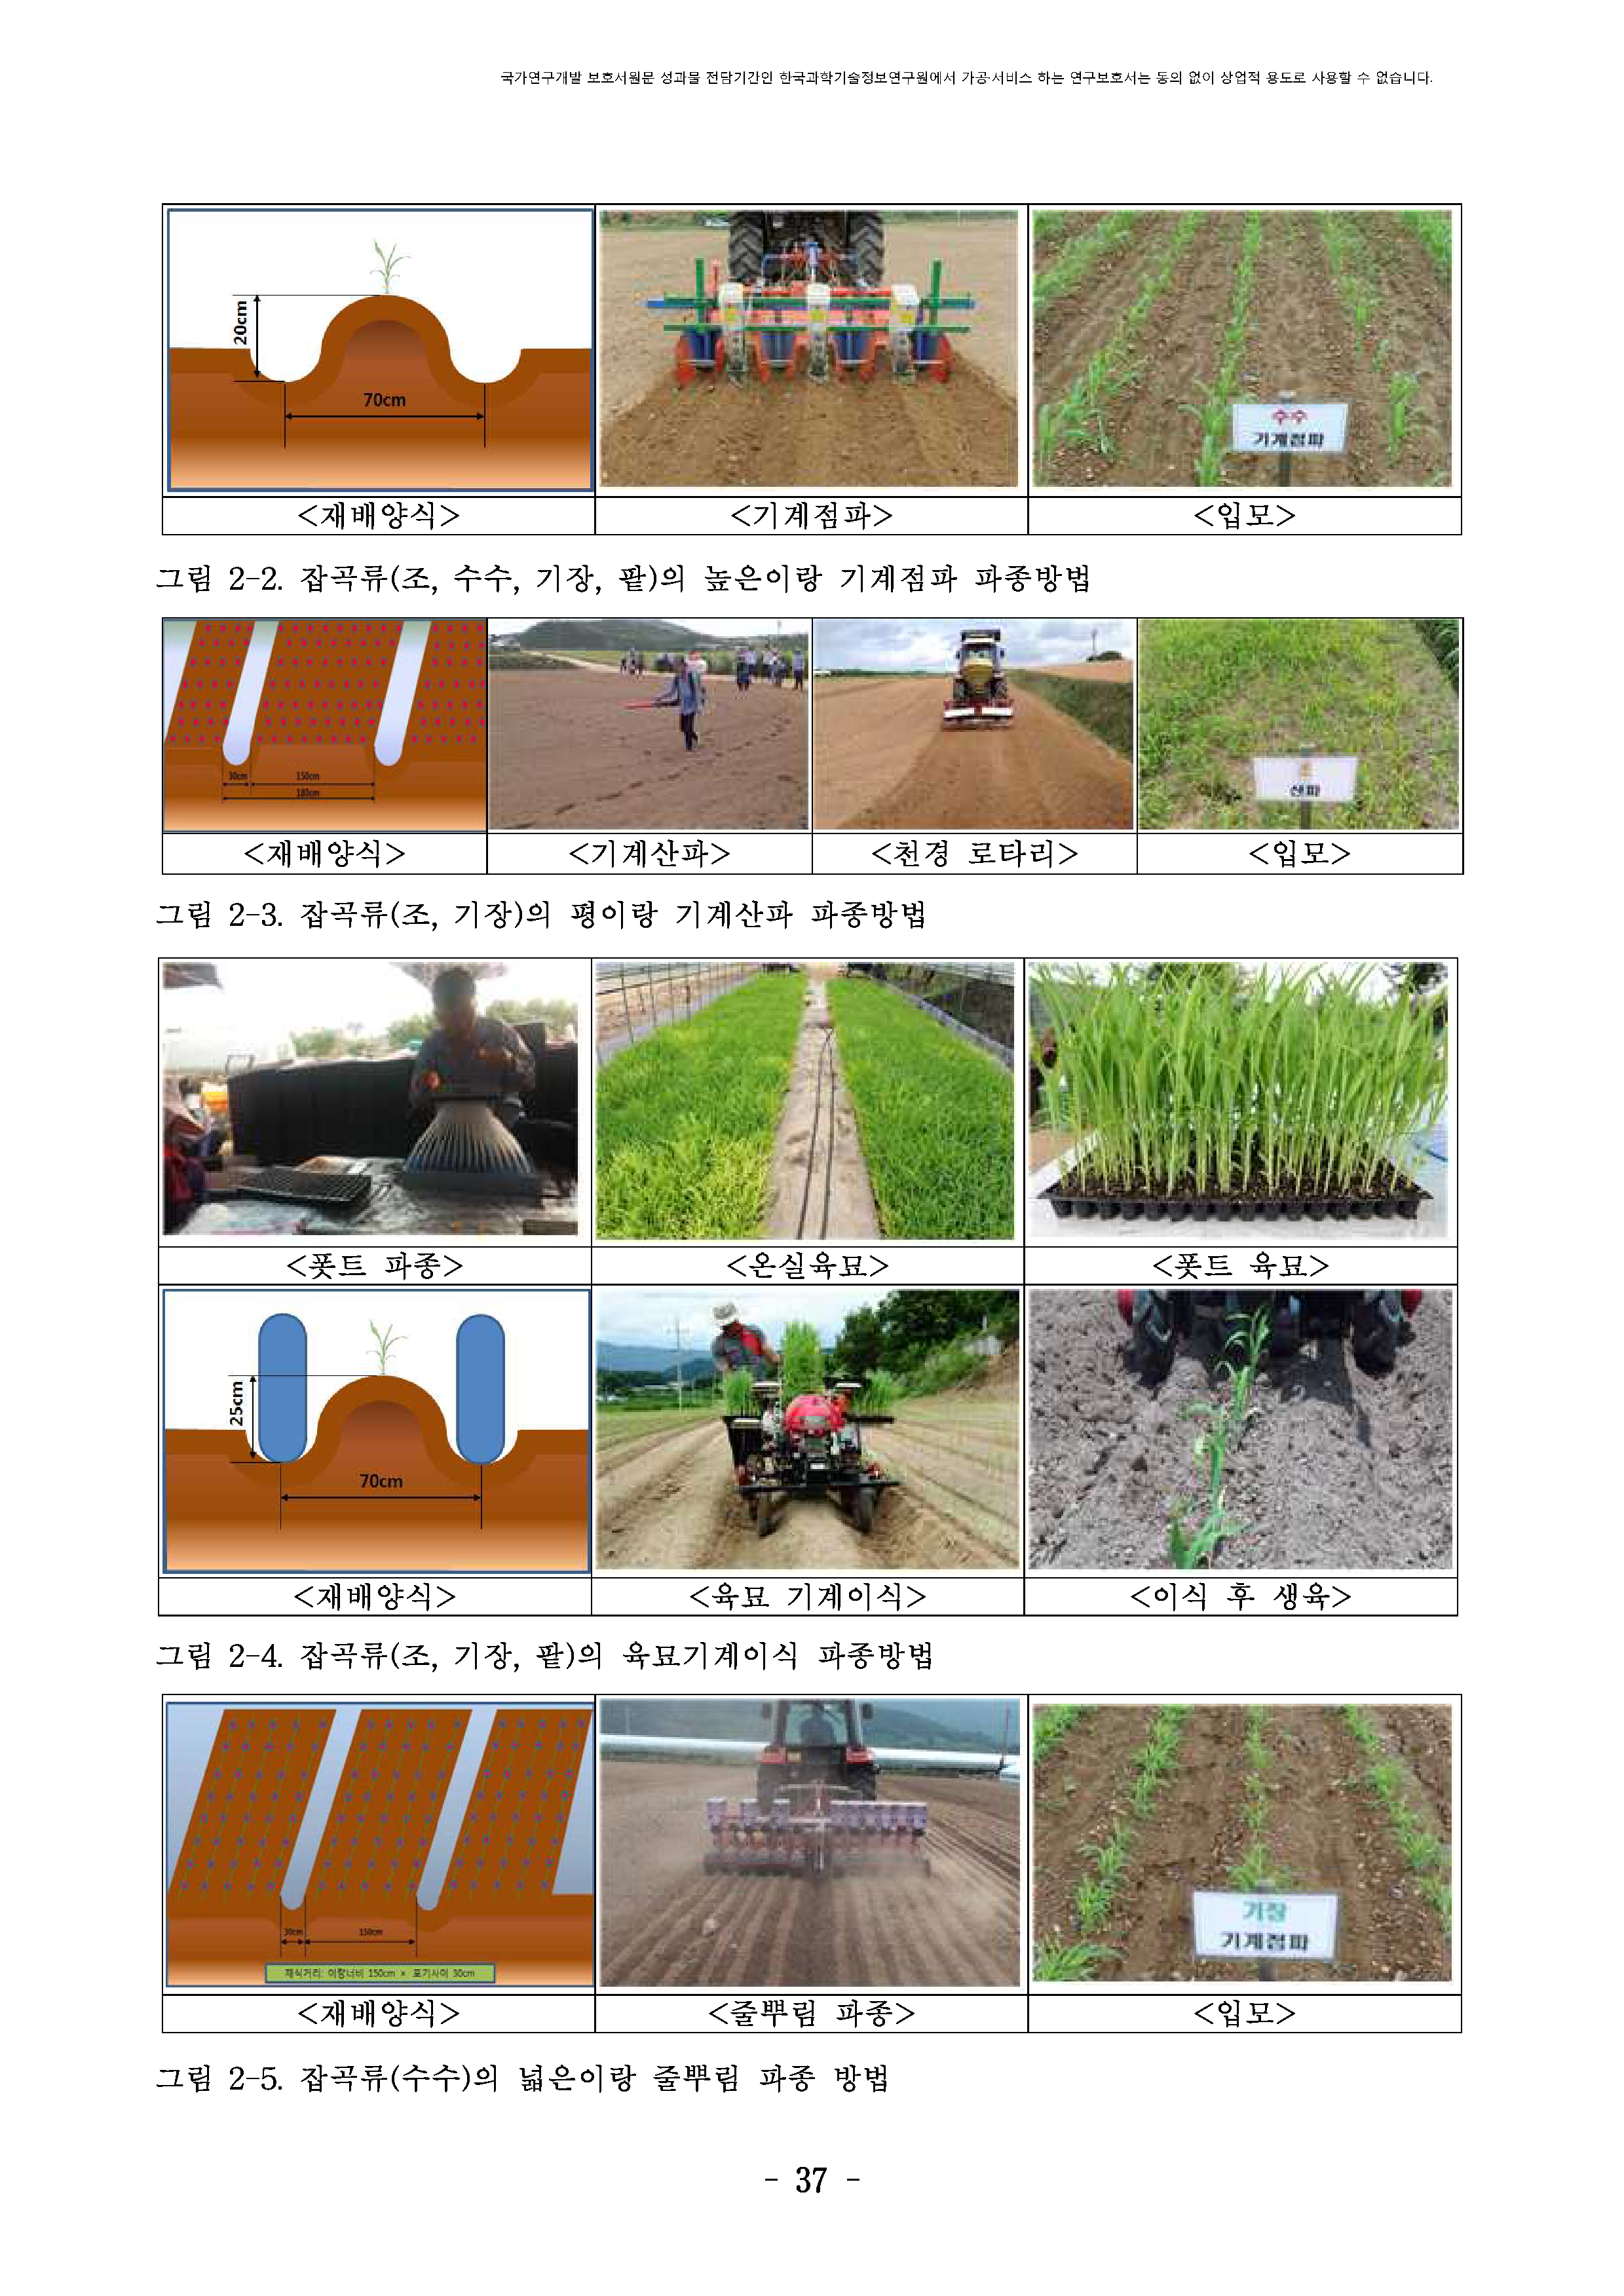 국가연구개발 보호서원문 성과물 전담기간인 한국과학기술정보연구원에서 가공·서비스 하는 연구보호서는 동의 없이 상업적 용도로 사용할 수 없습니다.
20cm
70cm
수수
기계점파
<재배양식> <기계점파> <입모>
그림 2-2. 잡곡류(조, 수수, 기장, 팥)의 높은이랑 기계점파 파종방법
30cm 150cm
180cm
산파
<재배양식> <기계산파> <천경 로타리> <입모>
그림 2-3. 잡곡류(조, 기장)의 평이랑 기계산파 파종방법
<폿트 파종> <온실육묘> <폿트 육묘>
25cm
70cm
<재배양식> <육묘 기계이식> <이식 후 생육>
그림 2-4. 잡곡류(조, 기장, 팥)의 육묘기계이식 파종방법
30cm 150cm
재식거리: 이랑너비 150cm × 포기사이 30cm
기장
기계점파
<재배양식> <줄뿌림 파종> <입모>
그림 2-5. 잡곡류(수수)의 넓은이랑 줄뿌림 파종 방법
- 37 -